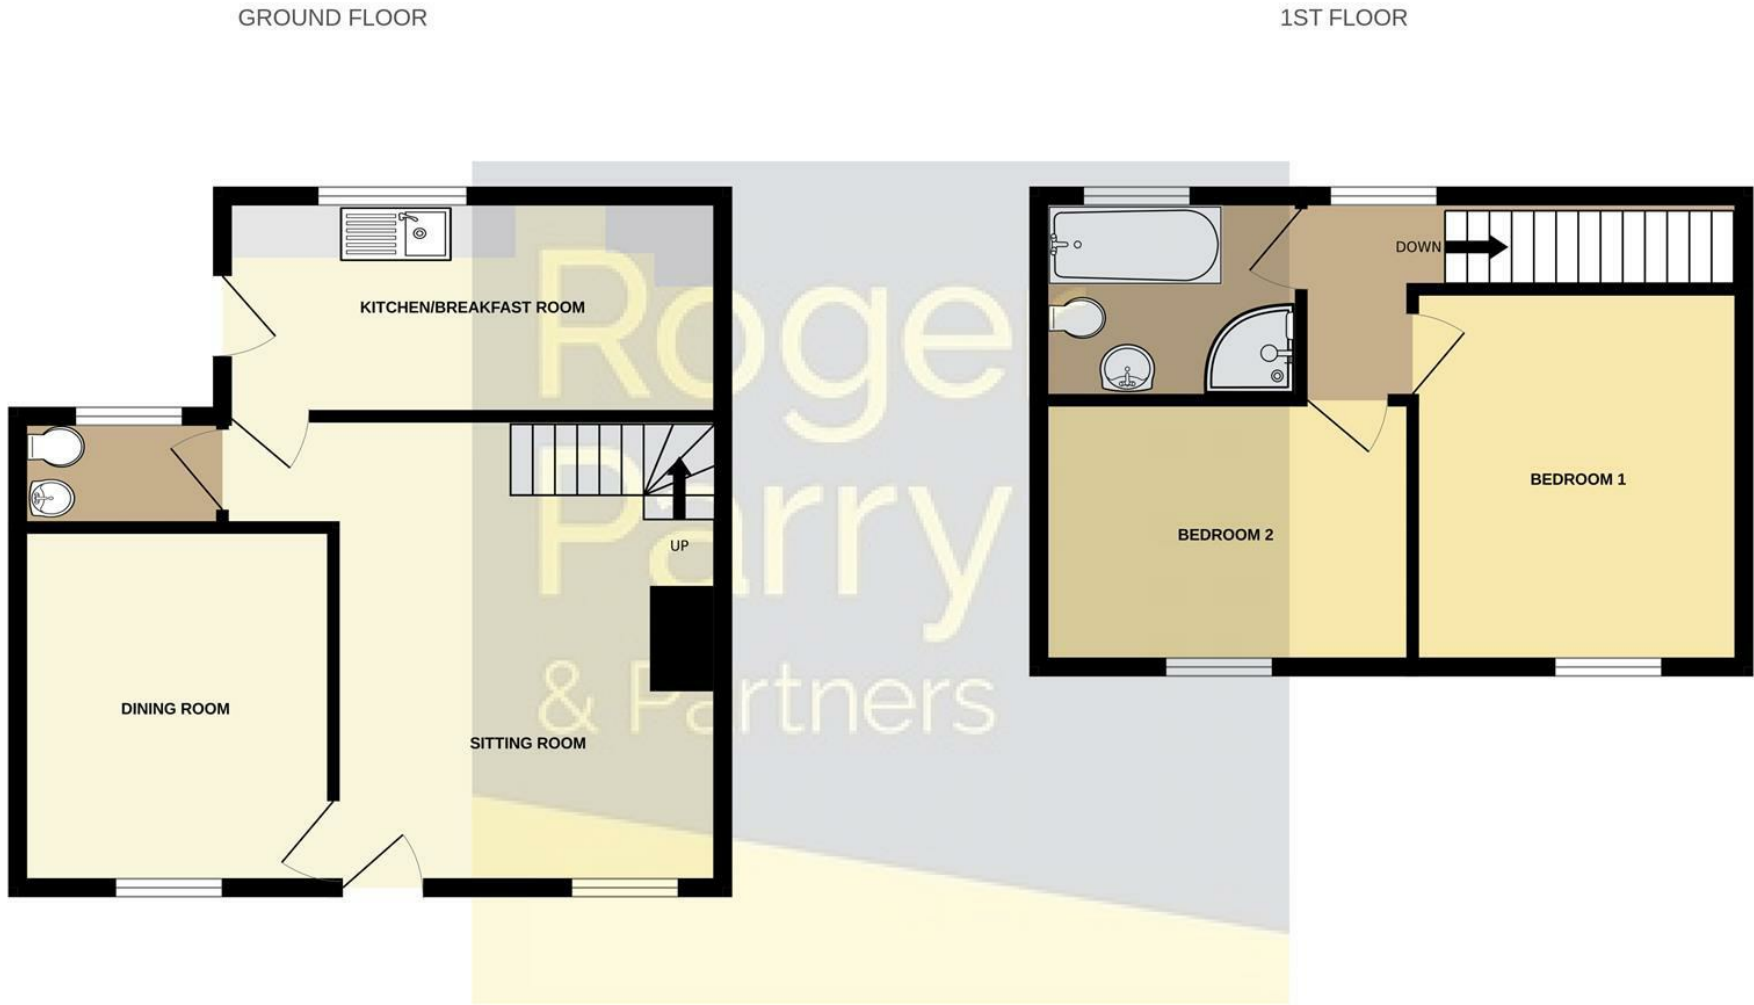 GROUND FLOOR
1ST FLOOR
KITCHEN/BREAKFAST ROOM
UP
DINING ROOM
SITTING ROOM
DOWN
BEDROOM 1
BEDROOM 2
Roger
Parry
& Partners